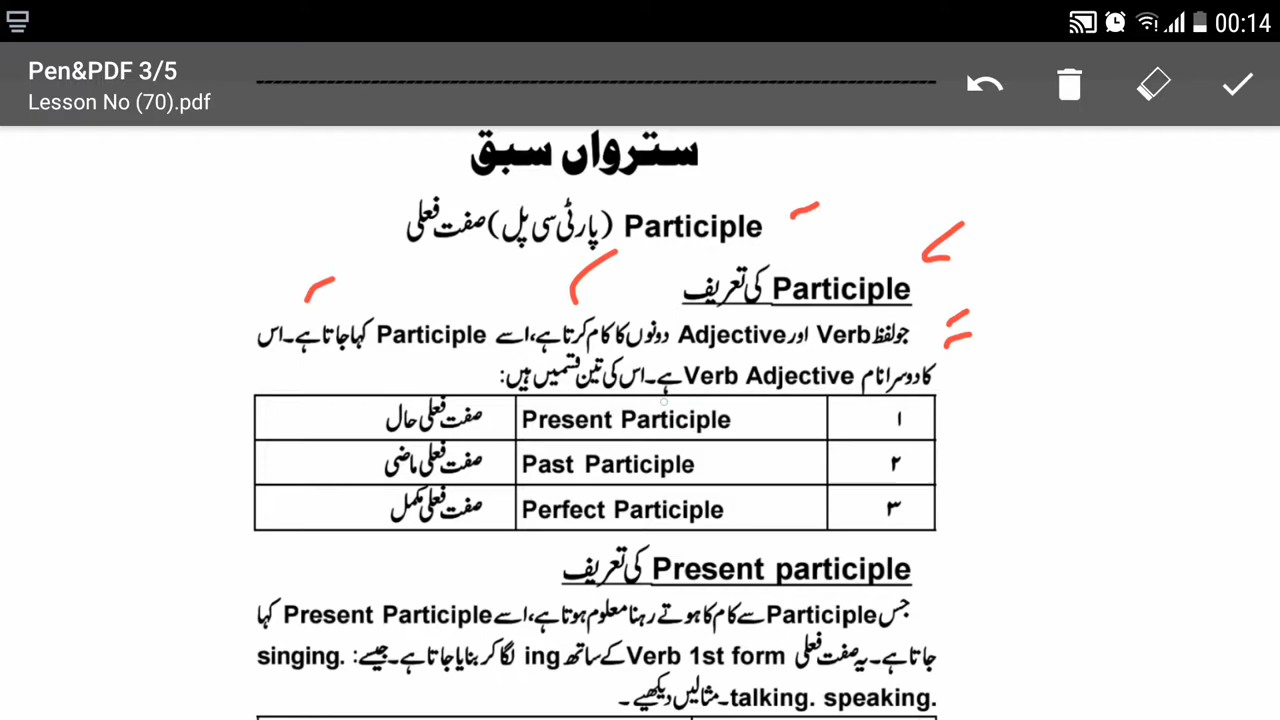 00:14
Pen&PDF 3/5
Lesson No (70).pdf
سترواں سبق
Participle (پارٹی سی پل) صفت فعلی
Participle کی تعریف
جو لفظ Verb اور Adjective دونوں کا کام کرتا ہے، اسے Participle کہا جاتا ہے۔ اس
کا دوسرا نام Verb Adjective ہے۔ اس کی تین قسمیں ہیں:
۱ Present Participle صفت فعلی حال
۲ Past Participle صفت فعلی ماضی
۳ Perfect Participle صفت فعلی مکمل
Present participle کی تعریف
جس Participle سے کام کا ہوتے رہنا معلوم ہوتا ہے، اسے Present Participle کہا
جاتا ہے۔ یہ صفت فعلی Verb 1st form کے ساتھ ing لگا کر بنایا جاتا ہے۔ جیسے: singing.
talking. speaking.۔ مثالیں دیکھیے۔